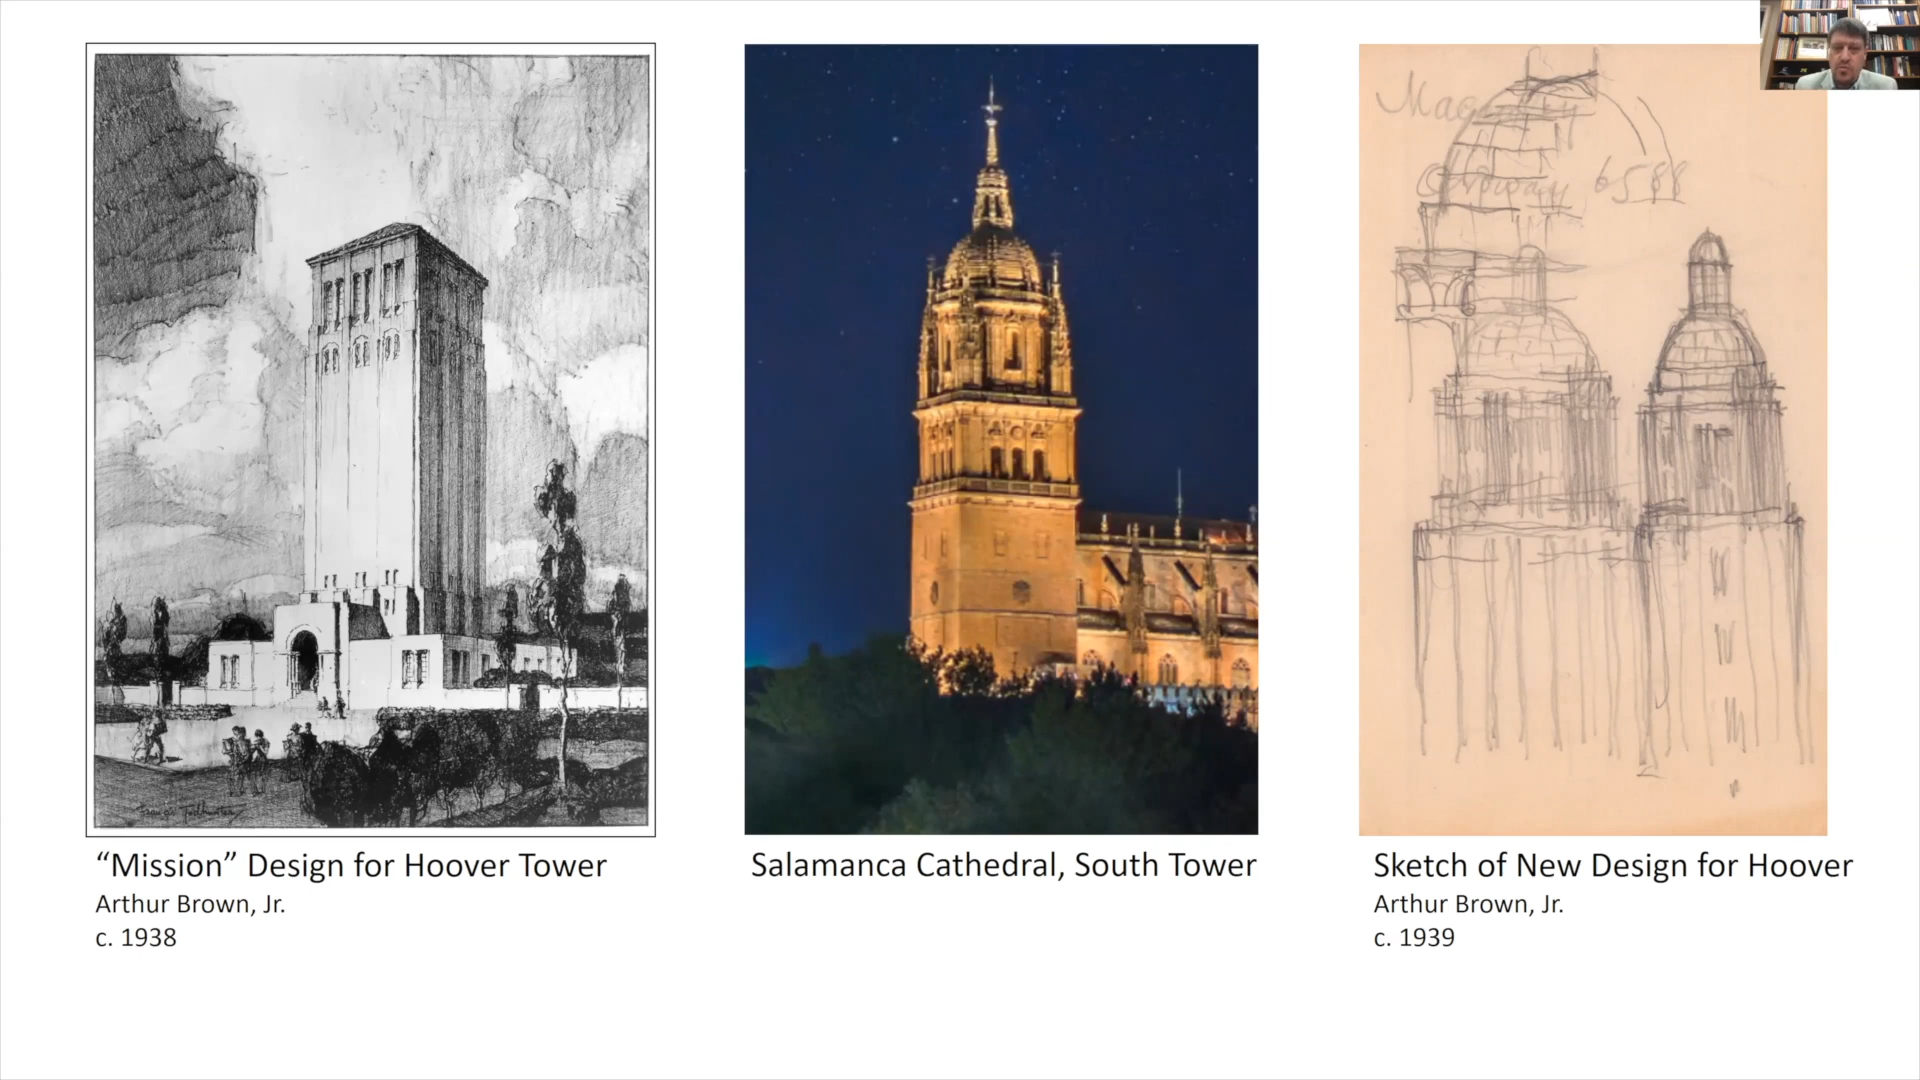 “Mission” Design for Hoover Tower
Arthur Brown, Jr.
c. 1938
Salamanca Cathedral, South Tower
Sketch of New Design for Hoover
Arthur Brown, Jr.
c. 1939
6588